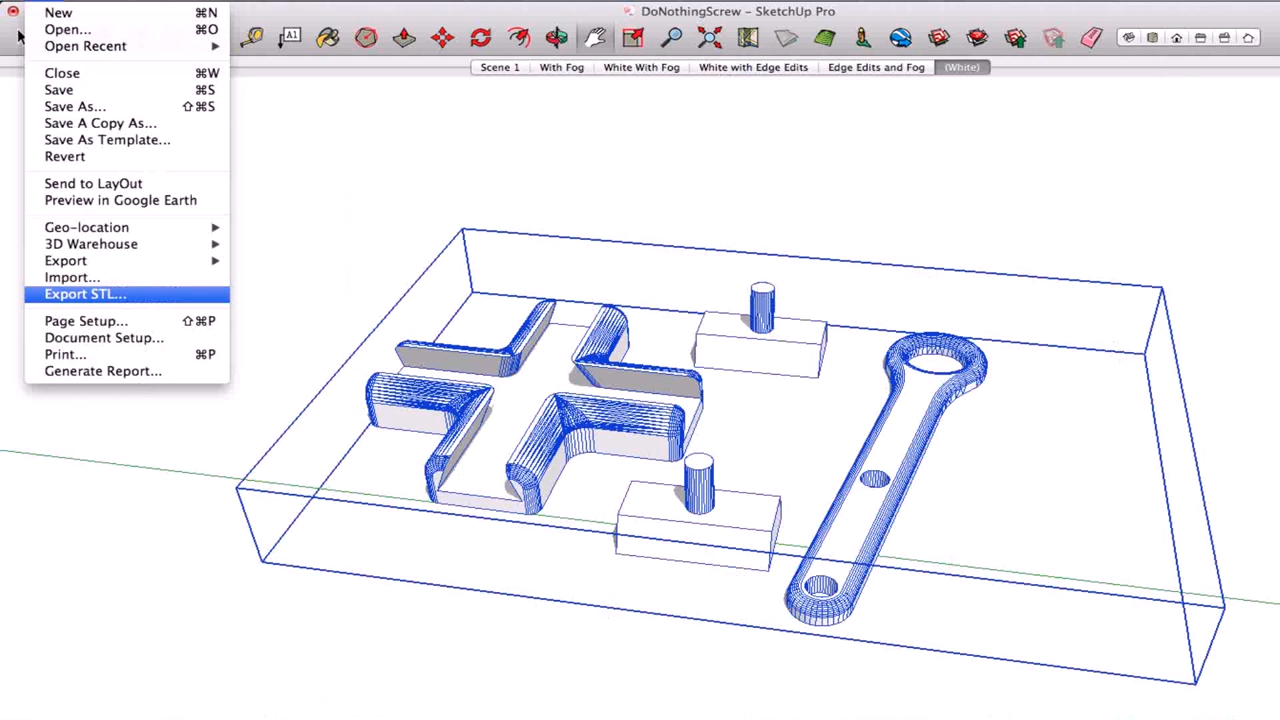 DoNothingScrew – SketchUp Pro
A1
Scene 1 With Fog White With Fog White with Edge Edits Edge Edits and Fog (White)
New ⌘N
Open... ⌘O
Open Recent ▶
Close ⌘W
Save ⌘S
Save As... ⇧⌘S
Save A Copy As...
Save As Template...
Revert
Send to LayOut
Preview in Google Earth
Geo-location ▶
3D Warehouse ▶
Export ▶
Import...
Export STL...
Page Setup... ⇧⌘P
Document Setup...
Print... ⌘P
Generate Report...